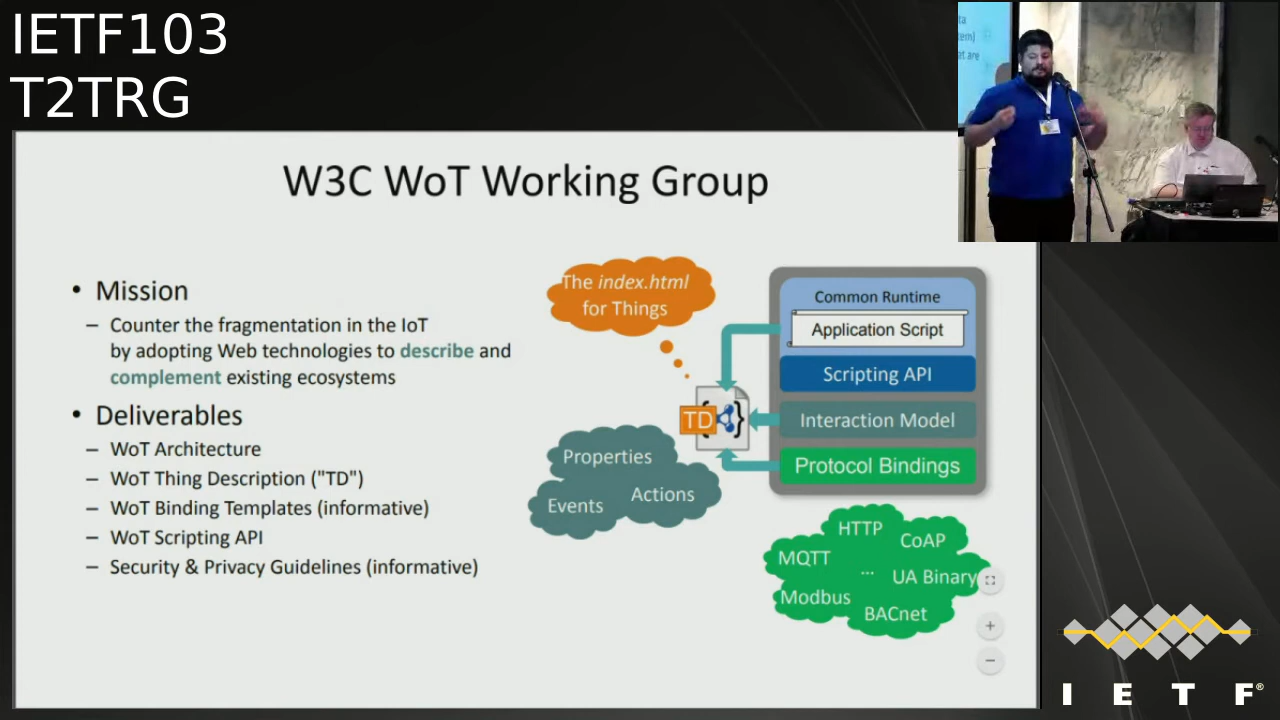 IETF103
T2TRG
W3C WoT Working Group
• Mission
– Counter the fragmentation in the IoT
by adopting Web technologies to describe and
complement existing ecosystems
• Deliverables
– WoT Architecture
– WoT Thing Description ("TD")
– WoT Binding Templates (informative)
– WoT Scripting API
– Security & Privacy Guidelines (informative)
The index.html
for Things
TD
{ }
Properties
Actions
Events
Common Runtime
Application Script
Scripting API
Interaction Model
Protocol Bindings
HTTP
CoAP
MQTT
...
UA Binary
Modbus
BACnet
+
−
IETF®